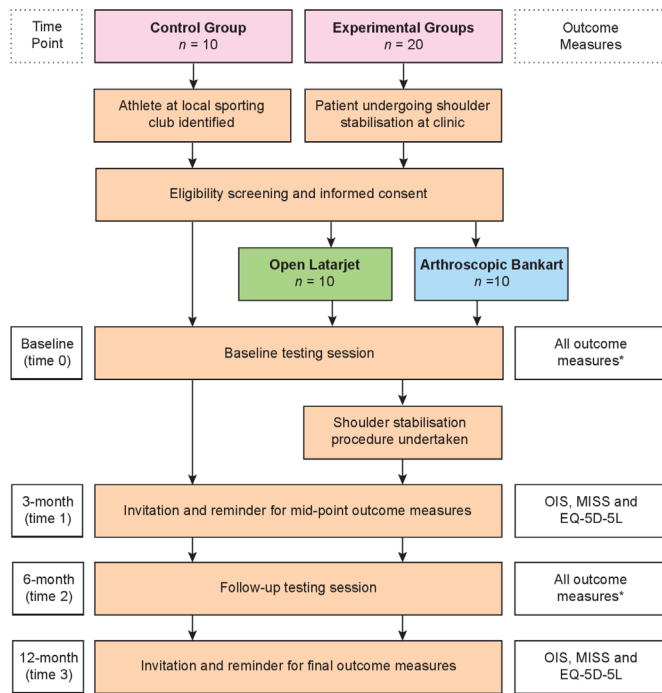 Time
Point
Control Group
n = 10
Experimental Groups
n = 20
Outcome
Measures
Athlete at local sporting
club identified
Patient undergoing shoulder
stabilisation at clinic
Eligibility screening and informed consent
Open Latarjet
n = 10
Arthroscopic Bankart
n =10
Baseline
(time 0)
Baseline testing session
All outcome
measures*
Shoulder stabilisation
procedure undertaken
3-month
(time 1)
Invitation and reminder for mid-point outcome measures
OIS, MISS and
EQ-5D-5L
6-month
(time 2)
Follow-up testing session
All outcome
measures*
12-month
(time 3)
Invitation and reminder for final outcome measures
OIS, MISS and
EQ-5D-5L